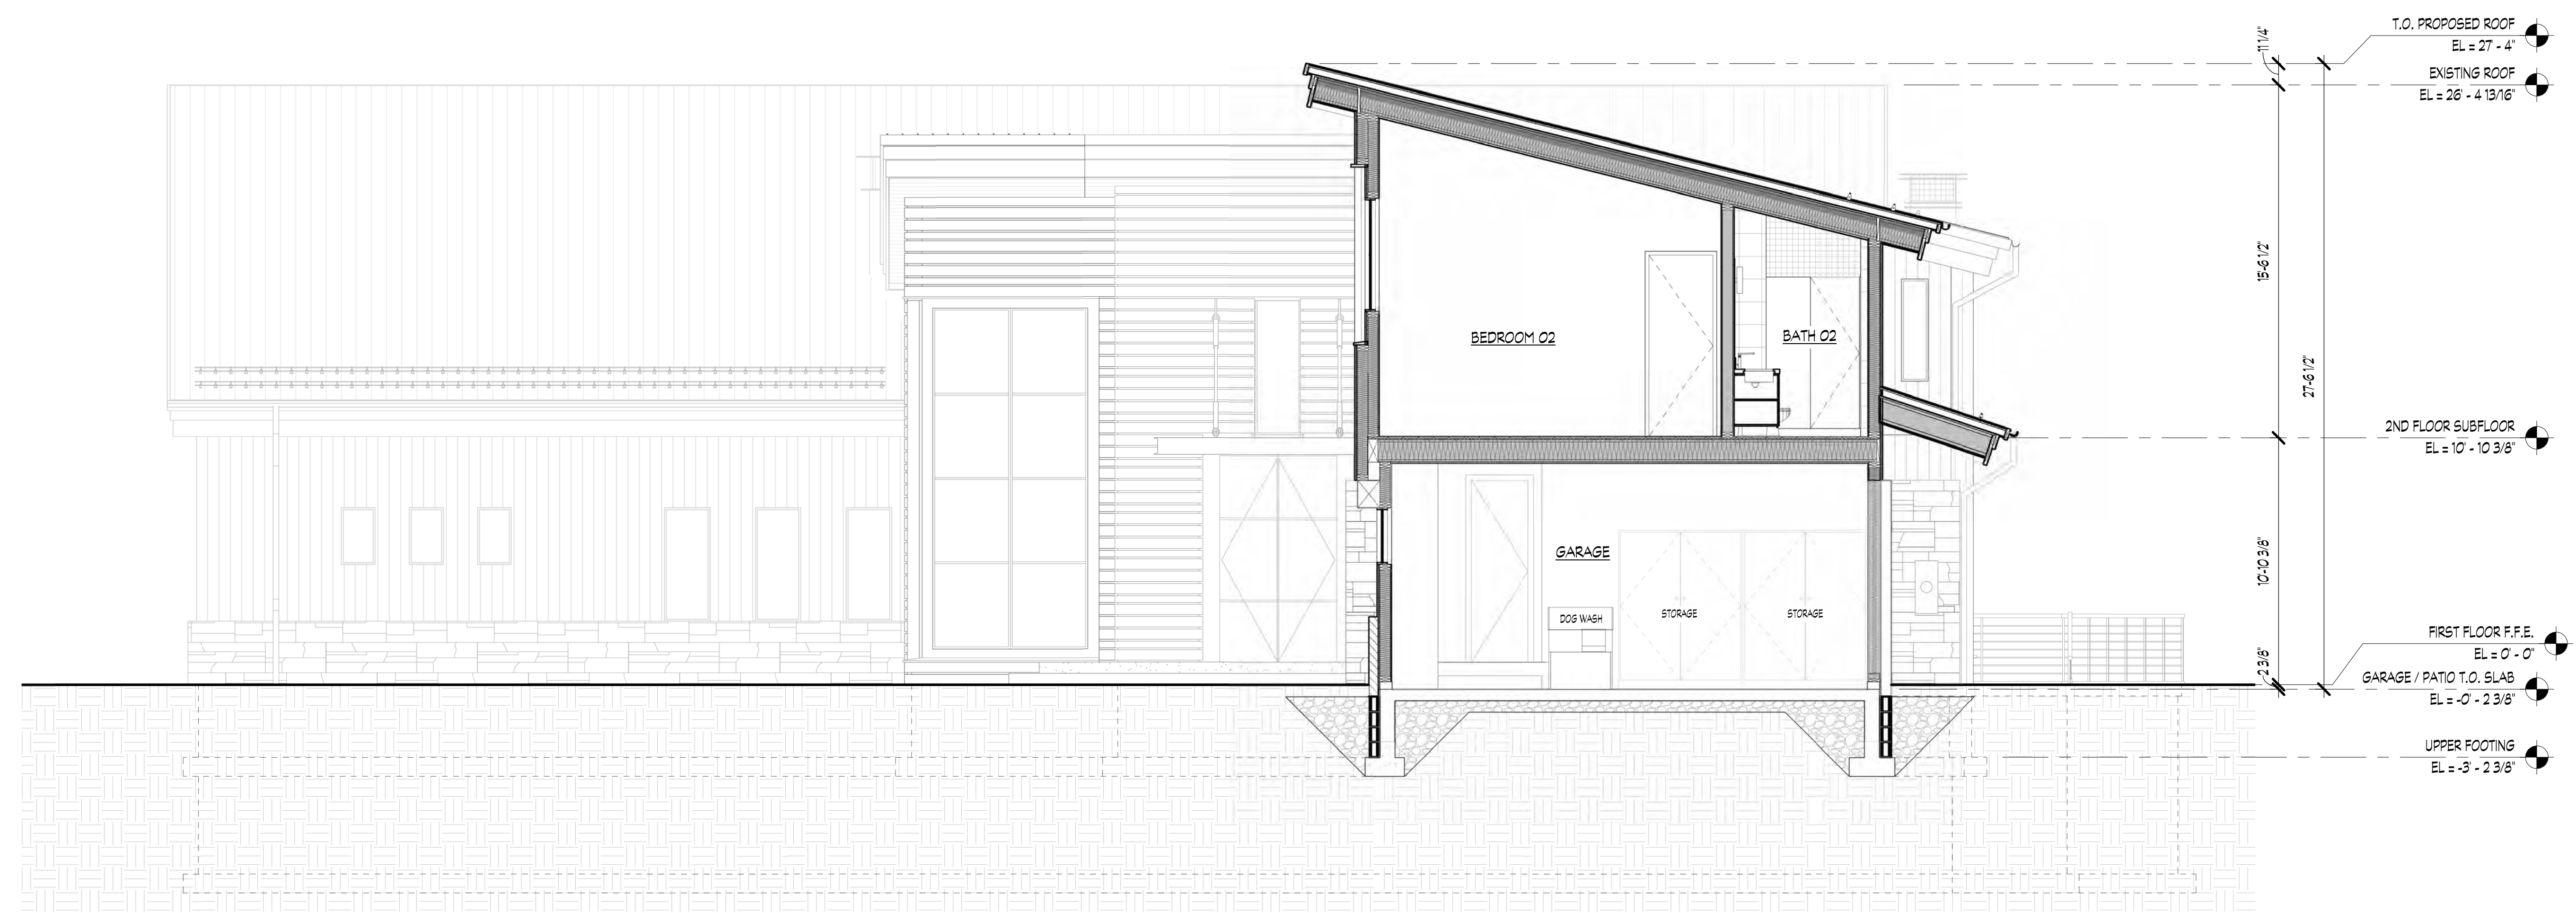 T.O. PROPOSED ROOF
EL = 27' - 4"
11 1/4"
EXISTING ROOF
EL = 26' - 4 13/16"
15'-6 1/2"
27'-6 1/2"
BEDROOM 02
BATH 02
2ND FLOOR SUBFLOOR
EL = 10' - 10 3/8"
10'-10 3/8"
GARAGE
DOG WASH
STORAGE
STORAGE
FIRST FLOOR F.F.E.
EL = 0' - 0"
2 3/8"
GARAGE / PATIO T.O. SLAB
EL = -0' - 2 3/8"
UPPER FOOTING
EL = -3' - 2 3/8"